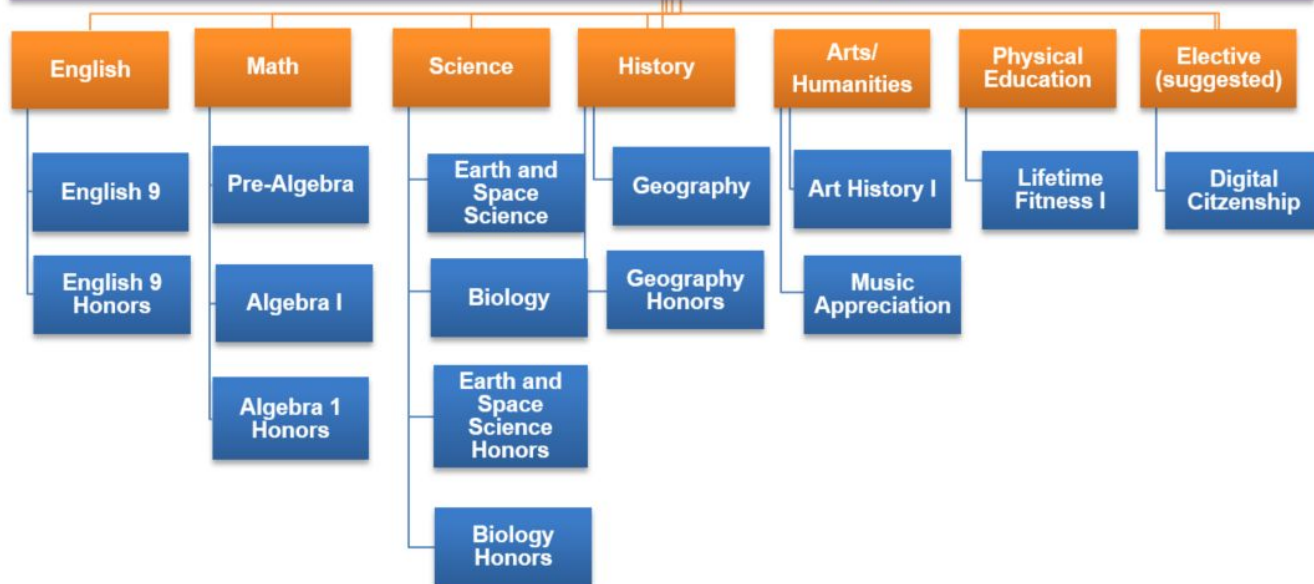 English
Math
Science
History
Arts/
Humanities
Physical
Education
Elective
(suggested)
English 9
English 9
Honors
Pre-Algebra
Algebra I
Algebra 1
Honors
Earth and
Space
Science
Biology
Earth and
Space
Science
Honors
Biology
Honors
Geography
Geography
Honors
Art History I
Music
Appreciation
Lifetime
Fitness I
Digital
Citzenship